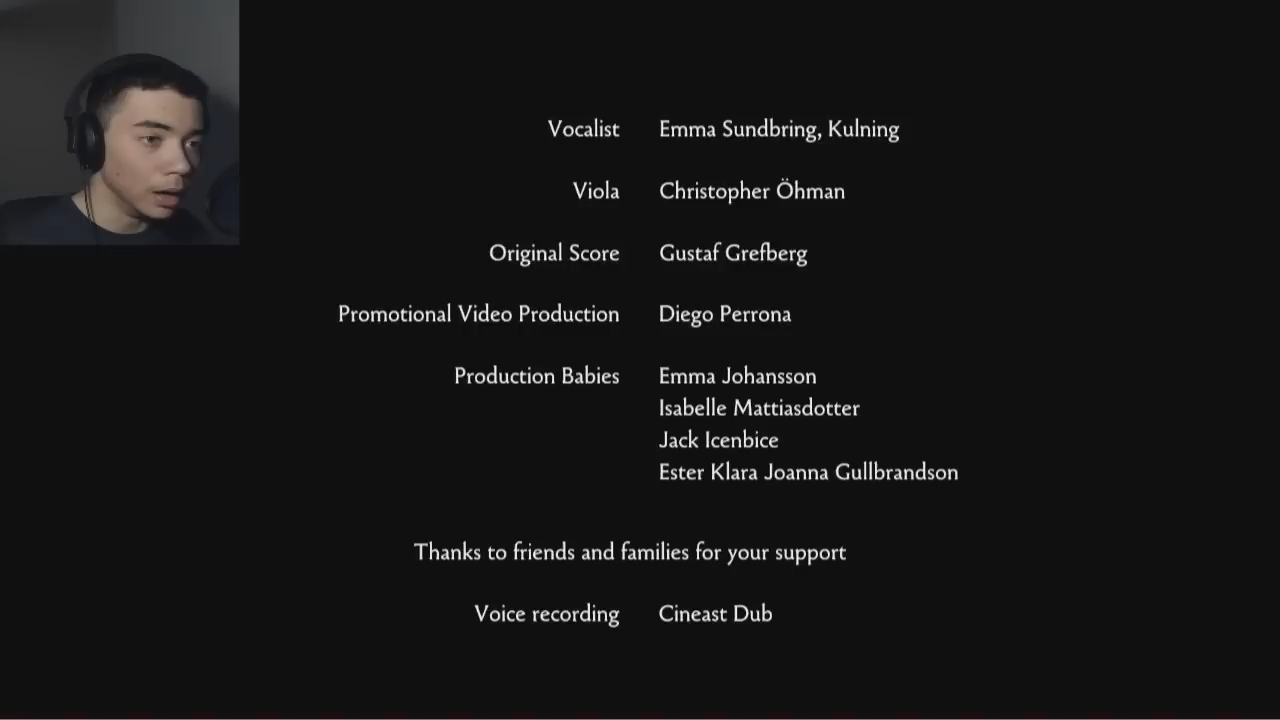 Vocalist Emma Sundbring, Kulning
Viola Christopher Öhman
Original Score Gustaf Grefberg
Promotional Video Production Diego Perrona
Production Babies Emma Johansson
Isabelle Mattiasdotter
Jack Icenbice
Ester Klara Joanna Gullbrandson
Thanks to friends and families for your support
Voice recording Cineast Dub